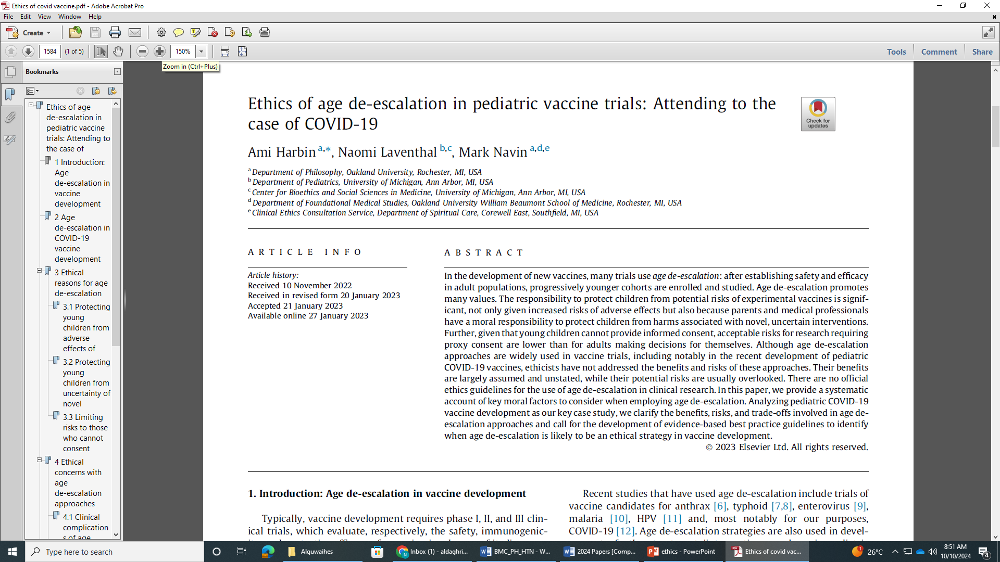 Ethics of covid vaccine.pdf - Adobe Acrobat Pro
File Edit View Window Help
Create
1584 (1 of 5) 150% Tools Comment Share
Zoom in (Ctrl+Plus)
Bookmarks
Ethics of age
de-escalation in
pediatric vaccine
trials: Attending to
the case of
1 Introduction:
Age
de-escalation in
vaccine
development
2 Age
de-escalation in
COVID-19
vaccine
development
3 Ethical
reasons for age
de-escalation
3.1 Protecting
young
children from
adverse
effects of
3.2 Protecting
young
children from
uncertainty of
novel
3.3 Limiting
risks to those
who cannot
consent
4 Ethical
concerns with
age
de-escalation
approaches
4.1 Clinical
complication
s of age
Ethics of age de-escalation in pediatric vaccine trials: Attending to the
case of COVID-19
Check for
updates
Ami Harbin a,*, Naomi Laventhal b,c, Mark Navin a,d,e
a Department of Philosophy, Oakland University, Rochester, MI, USA
b Department of Pediatrics, University of Michigan, Ann Arbor, MI, USA
c Center for Bioethics and Social Sciences in Medicine, University of Michigan, Ann Arbor, MI, USA
d Department of Foundational Medical Studies, Oakland University William Beaumont School of Medicine, Rochester, MI, USA
e Clinical Ethics Consultation Service, Department of Spiritual Care, Corewell East, Southfield, MI, USA
ARTICLE INFO
Article history:
Received 10 November 2022
Received in revised form 20 January 2023
Accepted 21 January 2023
Available online 27 January 2023
ABSTRACT
In the development of new vaccines, many trials use age de-escalation: after establishing safety and efficacy
in adult populations, progressively younger cohorts are enrolled and studied. Age de-escalation promotes
many values. The responsibility to protect children from potential risks of experimental vaccines is signif-
icant, not only given increased risks of adverse effects but also because parents and medical professionals
have a moral responsibility to protect children from harms associated with novel, uncertain interventions.
Further, given that young children cannot provide informed consent, acceptable risks for research requiring
proxy consent are lower than for adults making decisions for themselves. Although age de-escalation
approaches are widely used in vaccine trials, including notably in the recent development of pediatric
COVID-19 vaccines, ethicists have not addressed the benefits and risks of these approaches. Their benefits
are largely assumed and unstated, while their potential risks are usually overlooked. There are no official
ethics guidelines for the use of age de-escalation in clinical research. In this paper, we provide a systematic
account of key moral factors to consider when employing age de-escalation. Analyzing pediatric COVID-19
vaccine development as our key case study, we clarify the benefits, risks, and trade-offs involved in age de-
escalation approaches and call for the development of evidence-based best practice guidelines to identify
when age de-escalation is likely to be an ethical strategy in vaccine development.
© 2023 Elsevier Ltd. All rights reserved.
1. Introduction: Age de-escalation in vaccine development
Typically, vaccine development requires phase I, II, and III clin-
ical trials, which evaluate, respectively, the safety, immunogenic-
Recent studies that have used age de-escalation include trials of
vaccine candidates for anthrax [6], typhoid [7,8], enterovirus [9],
malaria [10], HPV [11] and, most notably for our purposes,
COVID-19 [12]. Age de-escalation strategies are also used in devel-
Type here to search
Alguwaihes
Inbox (1) - aldaghri...
BMC_PH_HTN - W...
2024 Papers [Comp...
ethics - PowerPoint
Ethics of covid vac...
26°C
8:51 AM
10/10/2024
4